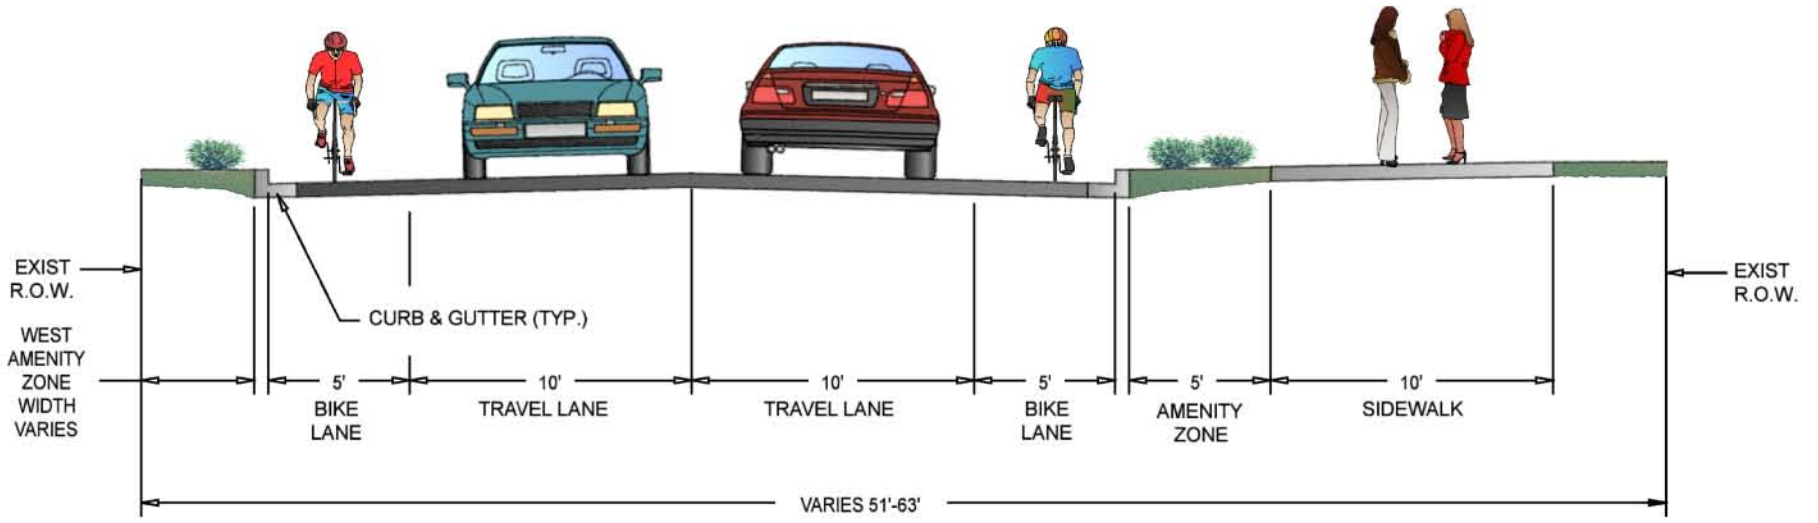 EXIST
R.O.W.
EXIST
R.O.W.
CURB & GUTTER (TYP.)
WEST
AMENITY
ZONE
WIDTH
VARIES
5'
BIKE
LANE
10'
TRAVEL LANE
10'
TRAVEL LANE
5'
BIKE
LANE
5'
AMENITY
ZONE
10'
SIDEWALK
VARIES 51'-63'